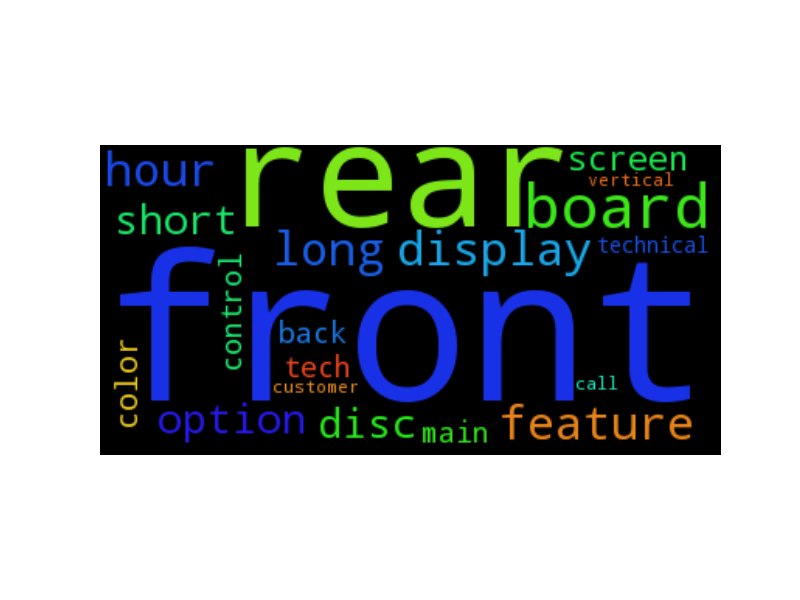 hour
rear
screen
vertical
short
board
long
display
technical
front
control
back
tech
customer
call
color
option
disc
main
feature